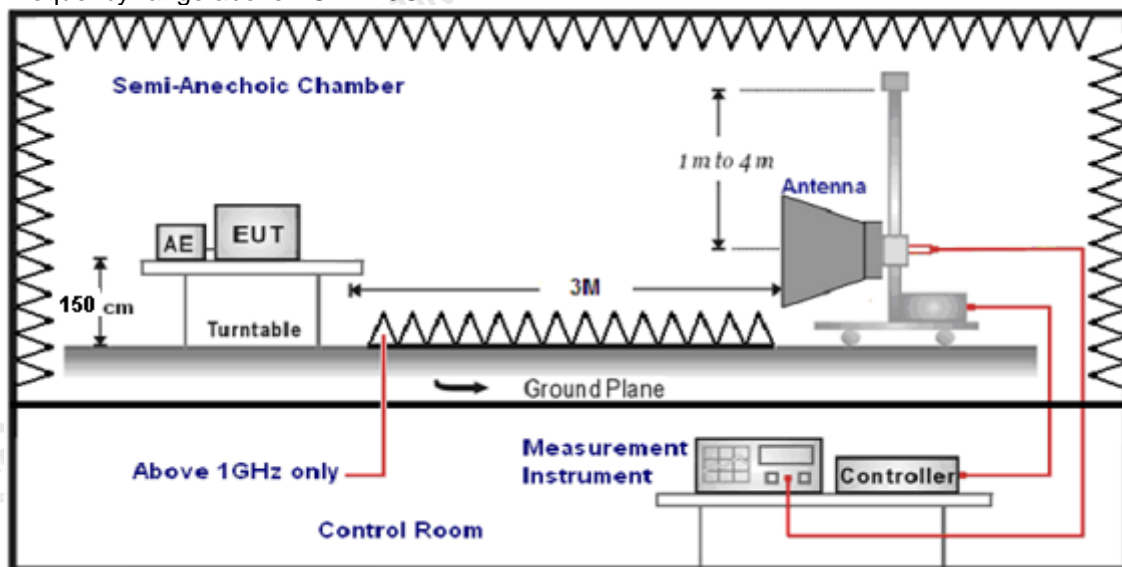 Semi-Anechoic Chamber
1 m to 4 m
Antenna
AE
EUT
150 cm
3M
Turntable
Ground Plane
Above 1GHz only
Measurement
Instrument
Controller
Control Room